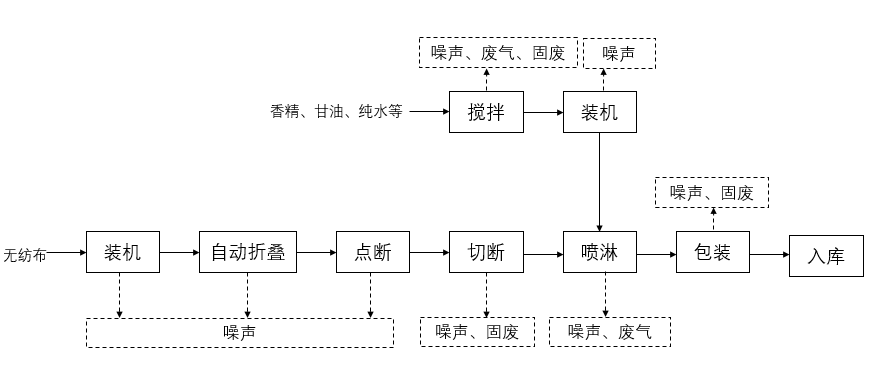 噪声、废气、固废
噪声
香精、甘油、纯水等
搅拌
装机
噪声、固废
无纺布
装机
自动折叠
点断
切断
喷淋
包装
入库
噪声
噪声、固废
噪声、废气